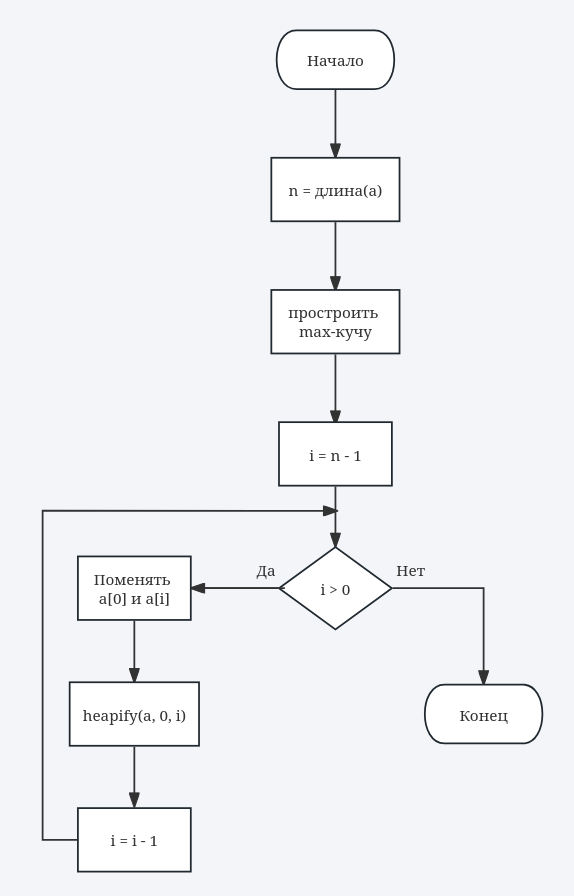 Начало
n = длина(a)
простроить
max-кучу
i = n - 1
Да
i > 0
Нет
Поменять
a[0] и a[i]
heapify(a, 0, i)
Конец
i = i - 1